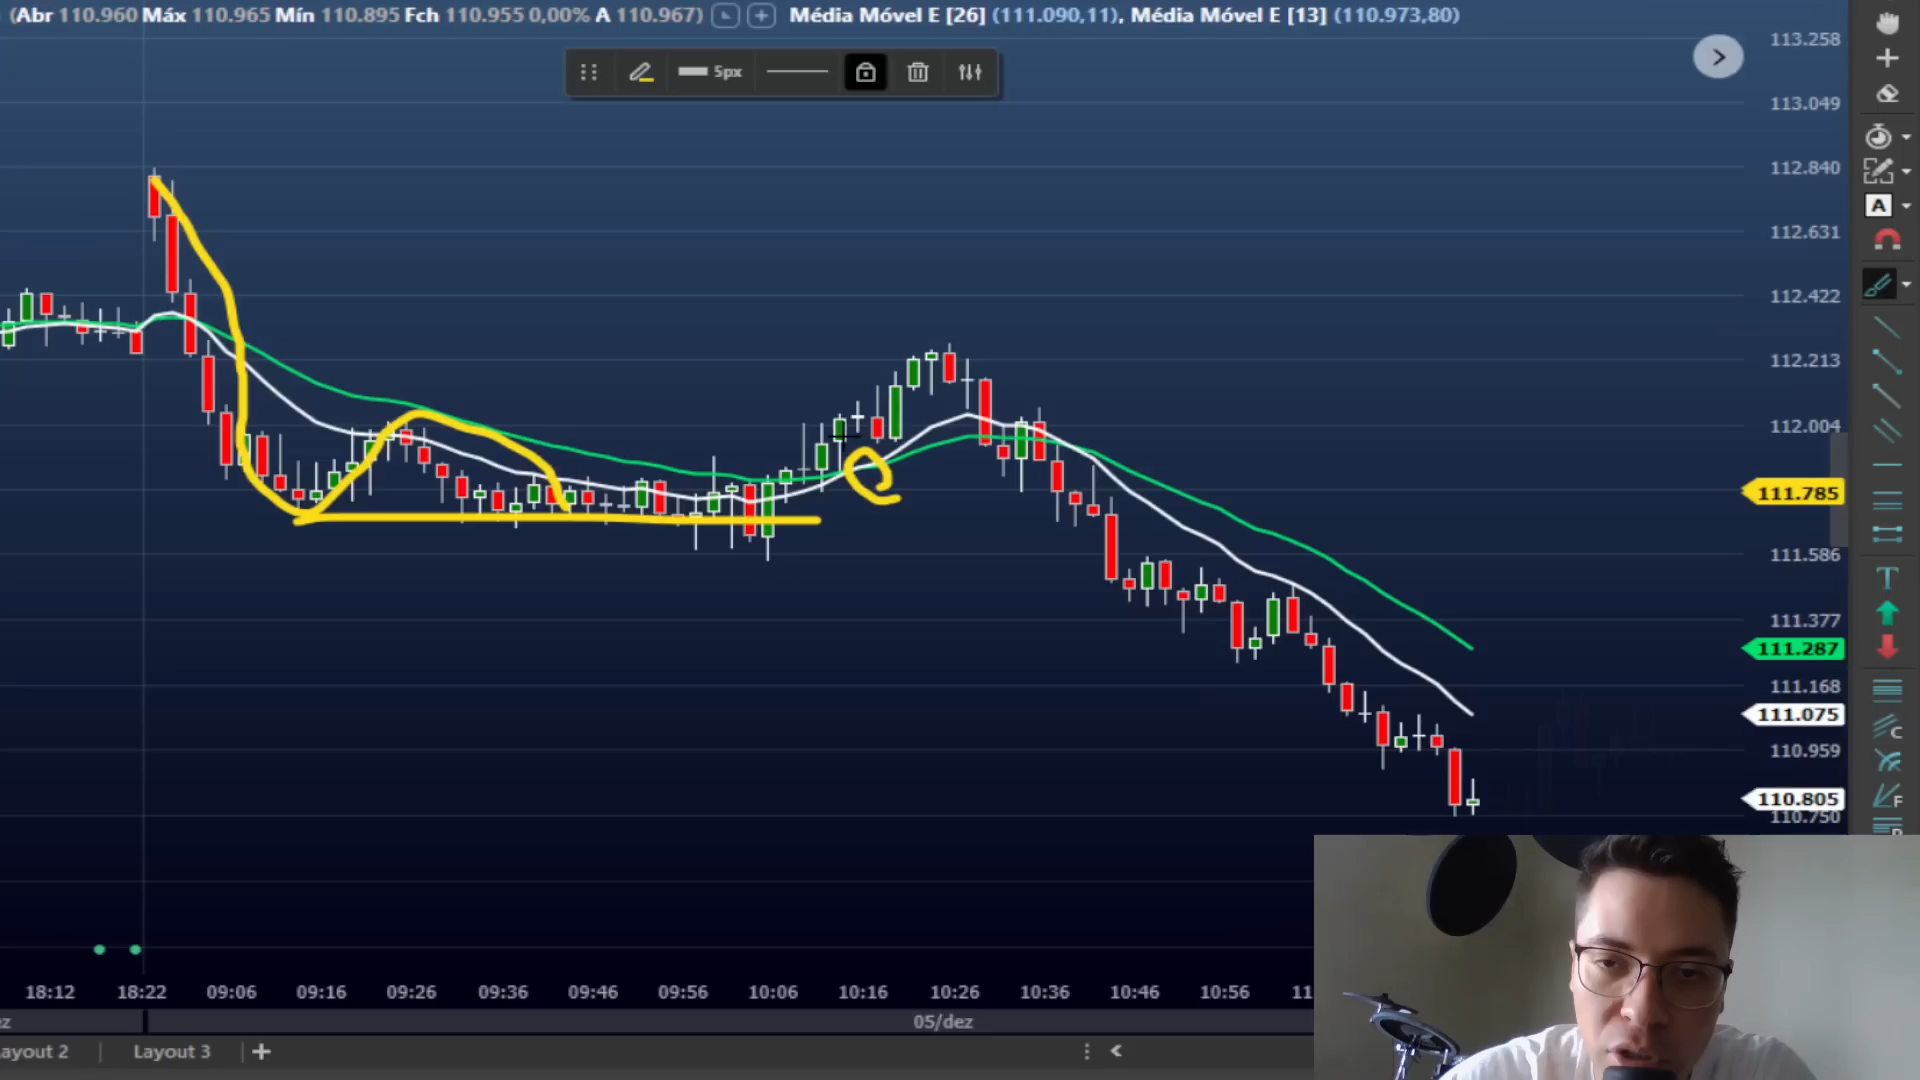 (Abr 110.960 Máx 110.965 Mín 110.895 Fch 110.955 0,00% A 110.967) Média Móvel E [26] (111.090,11), Média Móvel E [13] (110.973,80)
5px
113.258
113.049
112.840
A
112.631
112.422
112.213
112.004
111.785
111.586
T
111.377
111.287
111.168
111.075
C
110.959
110.805
F
110.750
18:12 18:22 09:06 09:16 09:26 09:36 09:46 09:56 10:06 10:16 10:26 10:36 10:46 10:56 11
05/dez
ayout 2 Layout 3